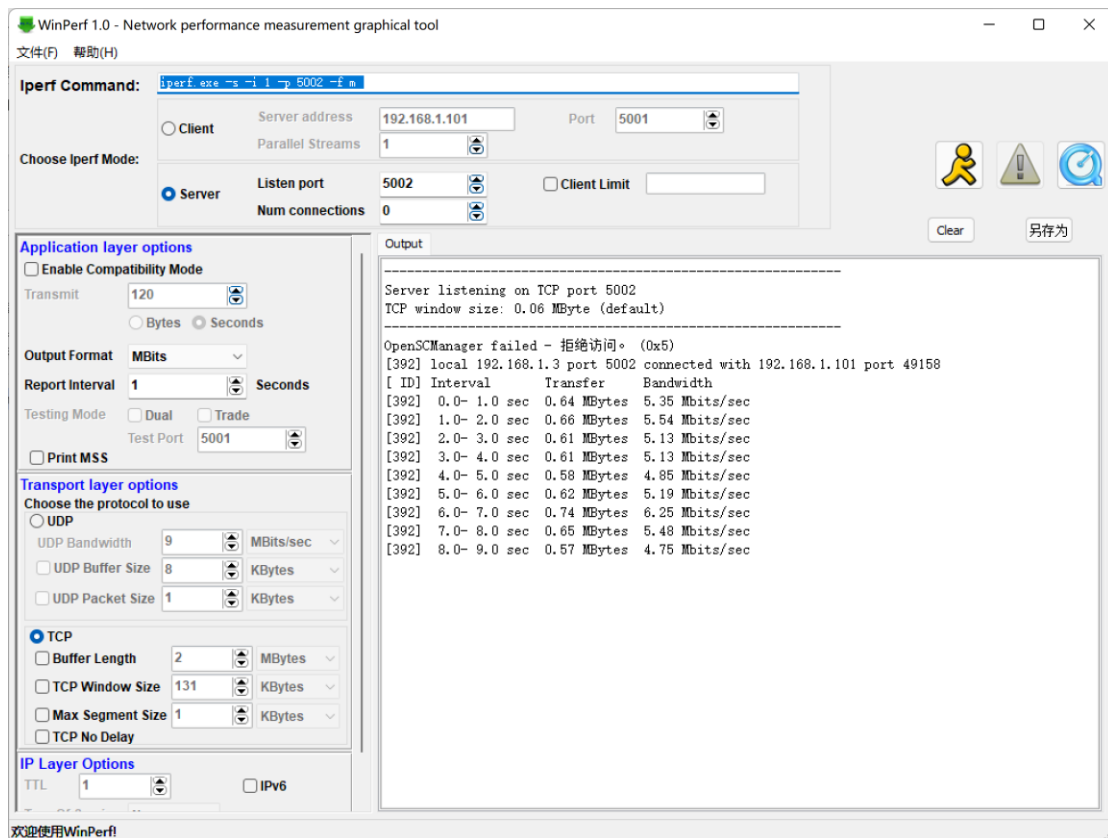 WinPerf 1.0 - Network performance measurement graphical tool
文件(F) 帮助(H)
Iperf Command: iperf.exe -s -i 1 -p 5002 -f m
Choose Iperf Mode:
Client Server address 192.168.1.101 Port 5001
Parallel Streams 1
Server Listen port 5002 Client Limit
Num connections 0
Clear 另存为
Application layer options
Enable Compatibility Mode
Transmit 120
Bytes Seconds
Output Format MBits
Report Interval 1 Seconds
Testing Mode Dual Trade
Test Port 5001
Print MSS
Transport layer options
Choose the protocol to use
UDP
UDP Bandwidth 9 MBits/sec
UDP Buffer Size 8 KBytes
UDP Packet Size 1 KBytes
TCP
Buffer Length 2 MBytes
TCP Window Size 131 KBytes
Max Segment Size 1 KBytes
TCP No Delay
IP Layer Options
TTL 1 IPv6
Output
------------------------------------------------------------
Server listening on TCP port 5002
TCP window size: 0.06 MByte (default)
------------------------------------------------------------
OpenSCManager failed - 拒绝访问。 (0x5)
[392] local 192.168.1.3 port 5002 connected with 192.168.1.101 port 49158
[ ID] Interval Transfer Bandwidth
[392] 0.0- 1.0 sec 0.64 MBytes 5.35 Mbits/sec
[392] 1.0- 2.0 sec 0.66 MBytes 5.54 Mbits/sec
[392] 2.0- 3.0 sec 0.61 MBytes 5.13 Mbits/sec
[392] 3.0- 4.0 sec 0.61 MBytes 5.13 Mbits/sec
[392] 4.0- 5.0 sec 0.58 MBytes 4.85 Mbits/sec
[392] 5.0- 6.0 sec 0.62 MBytes 5.19 Mbits/sec
[392] 6.0- 7.0 sec 0.74 MBytes 6.25 Mbits/sec
[392] 7.0- 8.0 sec 0.65 MBytes 5.48 Mbits/sec
[392] 8.0- 9.0 sec 0.57 MBytes 4.75 Mbits/sec
欢迎使用WinPerf!